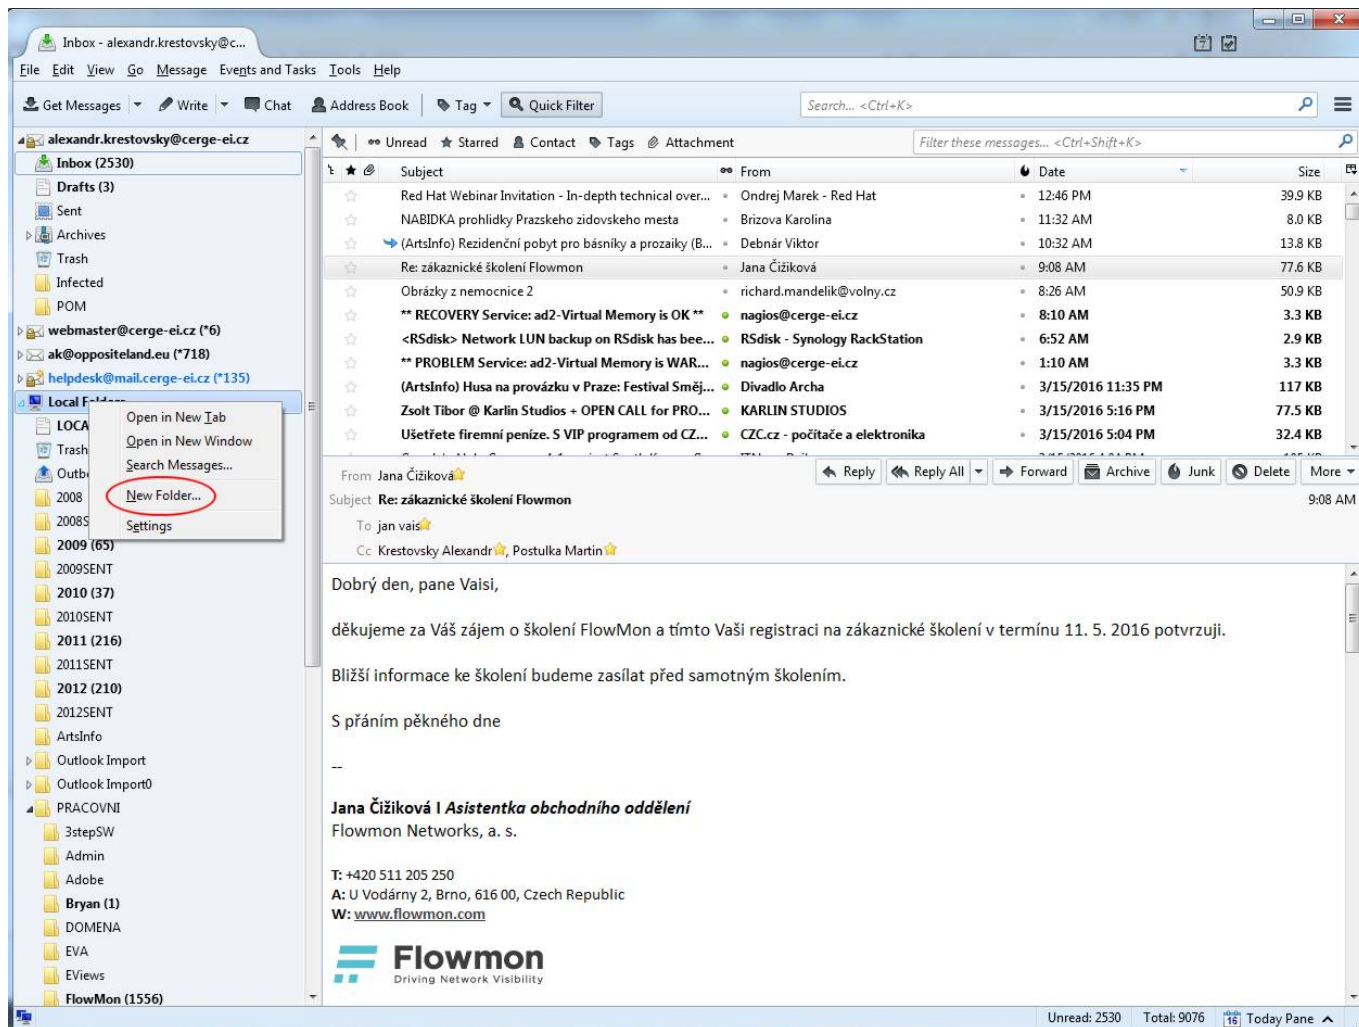 Inbox - alexandr.krestovsky@c...
File Edit View Go Message Events and Tasks Tools Help
Get Messages Write Chat Address Book Tag Quick Filter Search... <Ctrl+K>
alexandr.krestovsky@cerge-ei.cz
Inbox (2530)
Drafts (3)
Sent
Archives
Trash
Infected
POM
webmaster@cerge-ei.cz (*6)
ak@oppositeland.eu (*718)
helpdesk@mail.cerge-ei.cz (*135)
Local Folders
LOCA
Trash
Outb
2008
2008S
2009 (65)
2009SENT
2010 (37)
2010SENT
2011 (216)
2011SENT
2012 (210)
2012SENT
ArtsInfo
Outlook Import
Outlook Import0
PRACOVNI
3stepSW
Admin
Adobe
Bryan (1)
DOMENA
EVA
EViews
FlowMon (1556)
Open in New Tab
Open in New Window
Search Messages...
New Folder...
Settings
Unread Starred Contact Tags Attachment Filter these messages... <Ctrl+Shift+K>
Subject From Date Size
Red Hat Webinar Invitation - In-depth technical over... Ondrej Marek - Red Hat 12:46 PM 39.9 KB
NABIDKA prohlidky Prazskeho zidovskeho mesta Brizova Karolina 11:32 AM 8.0 KB
(ArtsInfo) Rezidenční pobyt pro básníky a prozaiky (B... Debnár Viktor 10:32 AM 13.8 KB
Re: zákaznické školení Flowmon Jana Čižiková 9:08 AM 77.6 KB
Obrázky z nemocnice 2 richard.mandelik@volny.cz 8:26 AM 50.9 KB
** RECOVERY Service: ad2-Virtual Memory is OK ** nagios@cerge-ei.cz 8:10 AM 3.3 KB
<RSdisk> Network LUN backup on RSdisk has bee... RSdisk - Synology RackStation 6:52 AM 2.9 KB
** PROBLEM Service: ad2-Virtual Memory is WAR... nagios@cerge-ei.cz 1:10 AM 3.3 KB
(ArtsInfo) Husa na provázku v Praze: Festival Směj... Divadlo Archa 3/15/2016 11:35 PM 117 KB
Zsolt Tibor @ Karlin Studios + OPEN CALL for PRO... KARLIN STUDIOS 3/15/2016 5:16 PM 77.5 KB
Ušetřete firemní peníze. S VIP programem od CZ... CZC.cz - počítače a elektronika 3/15/2016 5:04 PM 32.4 KB
From Jana Čižiková Reply Reply All Forward Archive Junk Delete More
Subject Re: zákaznické školení Flowmon 9:08 AM
To jan vais
Cc Krestovsky Alexandr, Postulka Martin
Dobrý den, pane Vaisi,
děkujeme za Váš zájem o školení FlowMon a tímto Vaši registraci na zákaznické školení v termínu 11. 5. 2016 potvrzuji.
Bližší informace ke školení budeme zasílat před samotným školením.
S přáním pěkného dne
--
Jana Čižiková I Asistentka obchodního oddělení
Flowmon Networks, a. s.
T: +420 511 205 250
A: U Vodárny 2, Brno, 616 00, Czech Republic
W: www.flowmon.com
Flowmon
Driving Network Visibility
Unread: 2530 Total: 9076 16 Today Pane